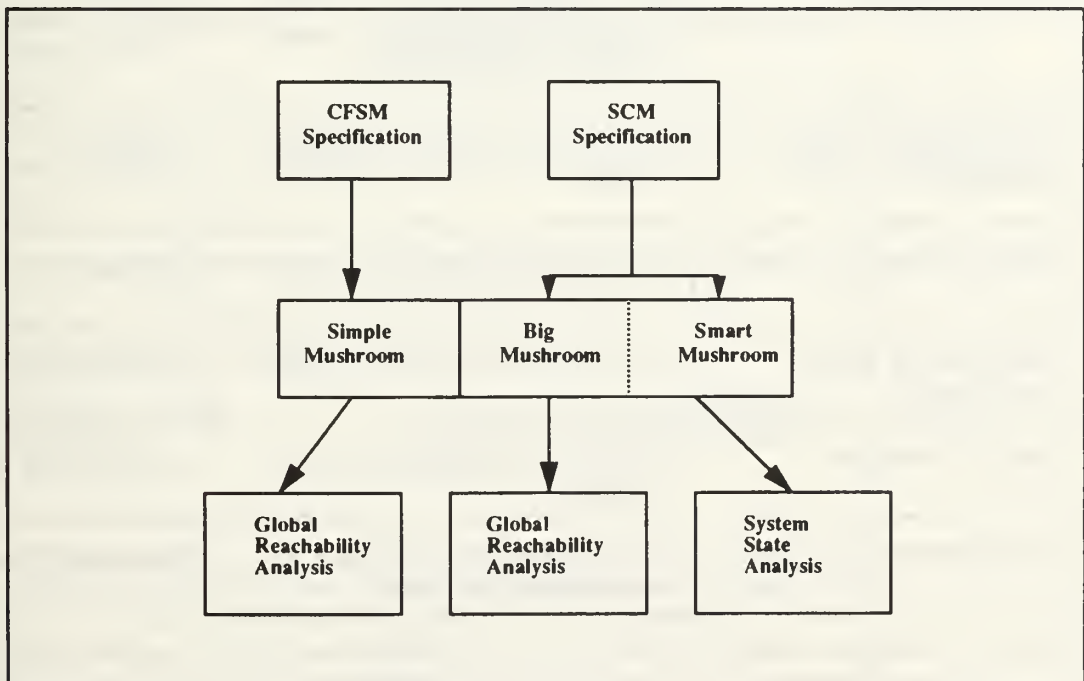 CFSM
Specification
SCM
Specification
Simple
Mushroom
Big
Mushroom
Smart
Mushroom
Global
Reachability
Analysis
Global
Reachability
Analysis
System
State
Analysis